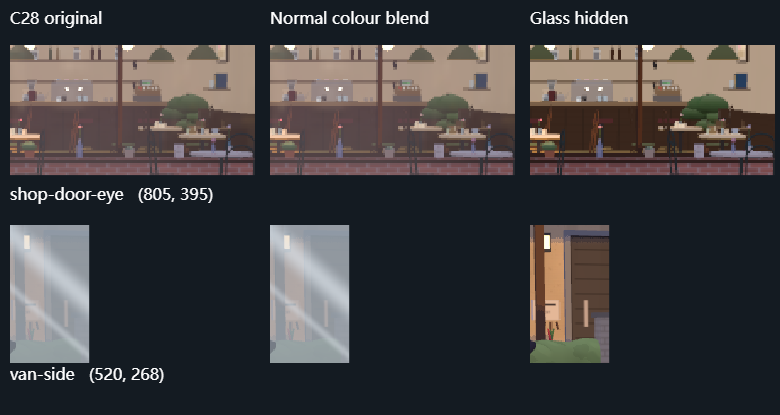 C28 original
Normal colour blend
Glass hidden
shop-door-eye (805, 395)
van-side (520, 268)